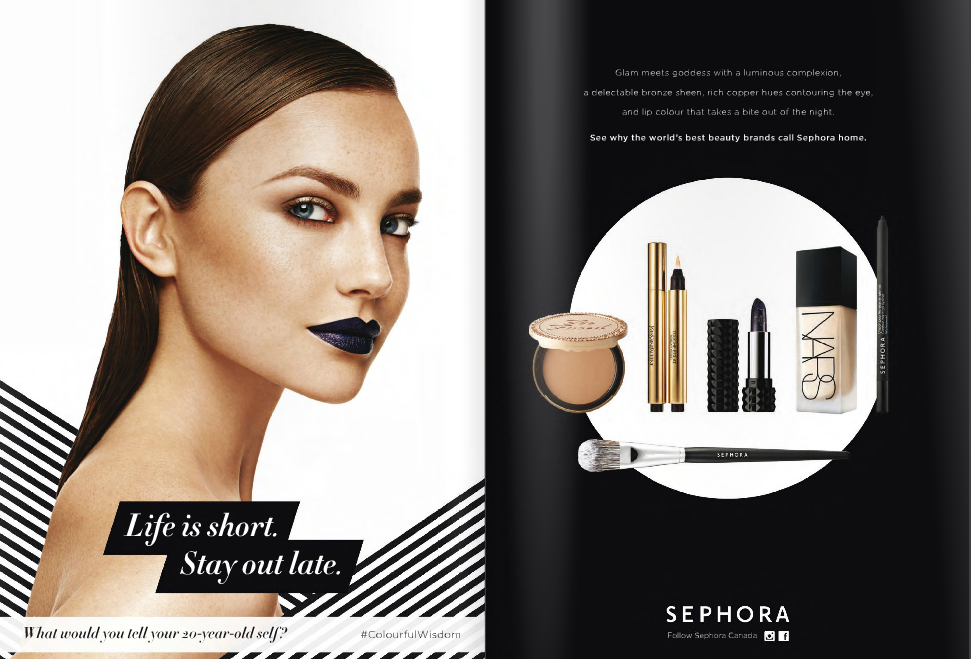 Life is short.
Stay out late.
What would you tell your 20-year-old self?
#ColourfulWisdom
Glam meets goddess with a luminous complexion,
a delectable bronze sheen, rich copper hues contouring the eye,
and lip colour that takes a bite out of the night.
See why the world's best beauty brands call Sephora home.
NARS
SEPHORA
SEPHORA
SEPHORA
Follow Sephora Canada